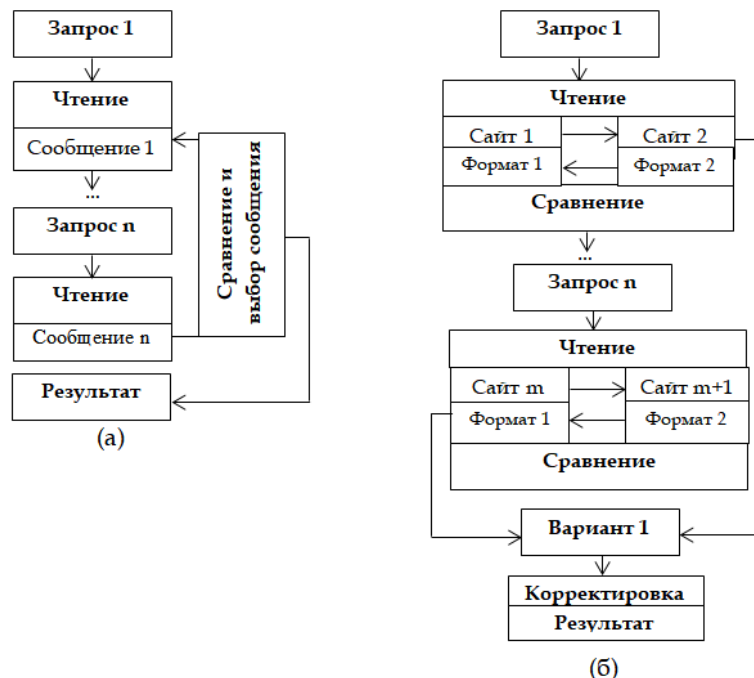 Запрос 1
Чтение
Сообщение 1
...
Запрос n
Чтение
Сообщение n
Сравнение и
выбор сообщения
Результат
(а)
Запрос 1
Чтение
Сайт 1
Сайт 2
Формат 1
Формат 2
Сравнение
...
Запрос n
Чтение
Сайт m
Сайт m+1
Формат 1
Формат 2
Сравнение
Вариант 1
Корректировка
Результат
(б)